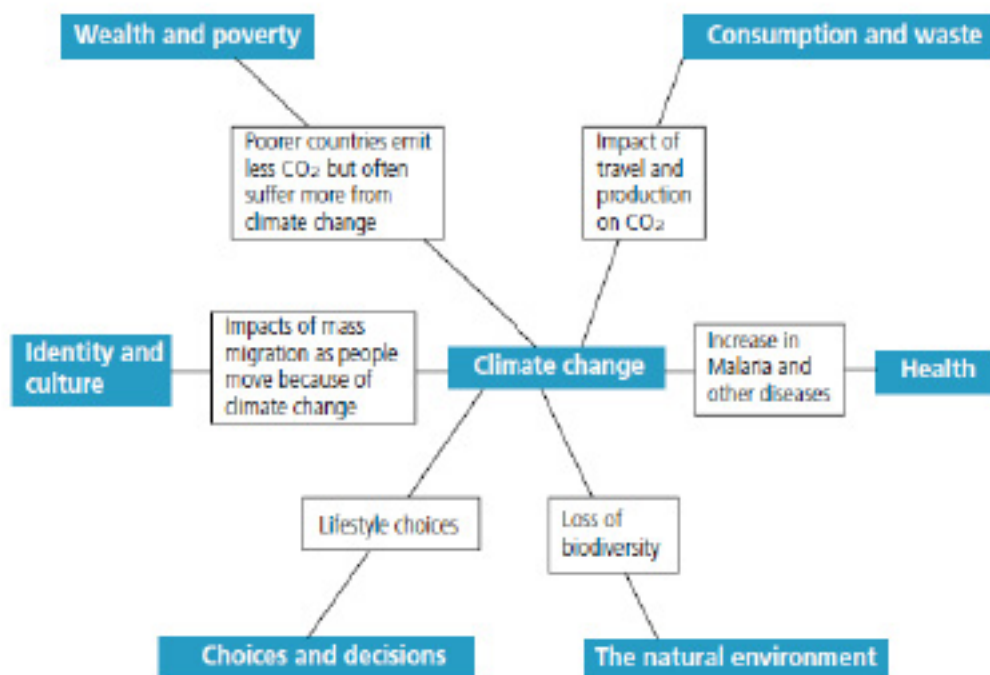 Wealth and poverty
Consumption and waste
Poorer countries emit
less CO₂ but often
suffer more from
climate change
Impact of
travel and
production
on CO₂
Identity and
culture
Impacts of mass
migration as people
move because of
climate change
Climate change
Increase in
Malaria and
other diseases
Health
Lifestyle choices
Loss of
biodiversity
Choices and decisions
The natural environment